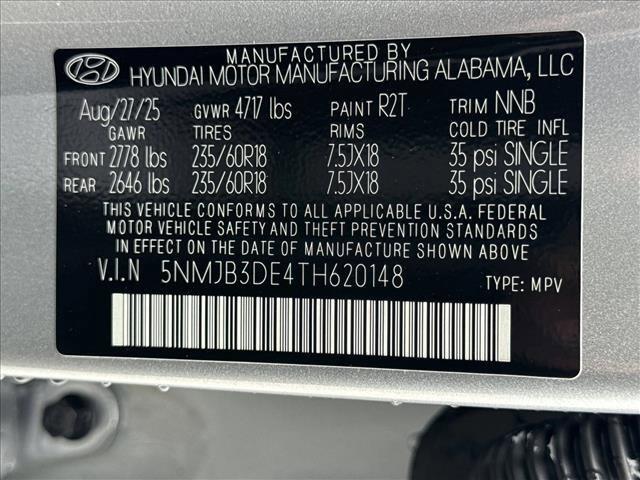 MANUFACTURED BY
HYUNDAI MOTOR MANUFACTURING ALABAMA, LLC
Aug/27/25 GVWR 4717 lbs PAINT R2T TRIM NNB
GAWR TIRES RIMS COLD TIRE INFL
FRONT 2778 lbs 235/60R18 7.5JX18 35 psi SINGLE
REAR 2646 lbs 235/60R18 7.5JX18 35 psi SINGLE
THIS VEHICLE CONFORMS TO ALL APPLICABLE U.S.A. FEDERAL
MOTOR VEHICLE SAFETY AND THEFT PREVENTION STANDARDS
IN EFFECT ON THE DATE OF MANUFACTURE SHOWN ABOVE
V.I.N 5NMJB3DE4TH620148 TYPE: MPV